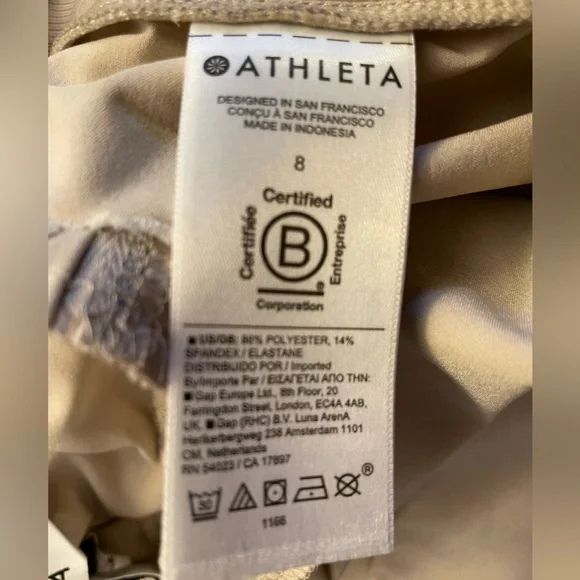 ATHLETA
DESIGNED IN SAN FRANCISCO
CONÇU À SAN FRANCISCO
MADE IN INDONESIA
8
Certified
Certifiée
B
Entreprise
®
Corporation
US/GB: 86% POLYESTER, 14%
SPANDEX / ELASTANE
DISTRIBUIDO POR / Imported
By/Importe Par / ΕΙΣΑΓΕΤΑΙ ΑΠΟ ΤΗΝ:
Gap Europe Ltd., 8th Floor, 20
Farringdon Street, London, EC4A 4AB,
UK, Gap (RHC) B.V. Luna ArenA
Herikerbergweg 238 Amsterdam 1101
CM, Netherlands
RN 54023 / CA 17897
30
®
1166